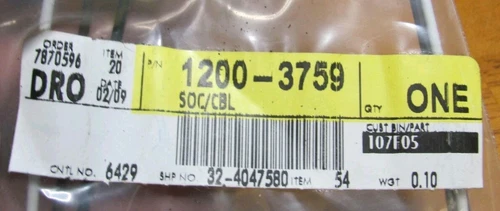 ORDER ITEM
7870596 20
P/N 1200-3759
DRO DATE 02/09
SOC/CBL
QTY ONE
CUST BIN/PART
107F05
CNTL NO. 6429 SHP NO. 32-4047580 ITEM 54 WGT 0.10